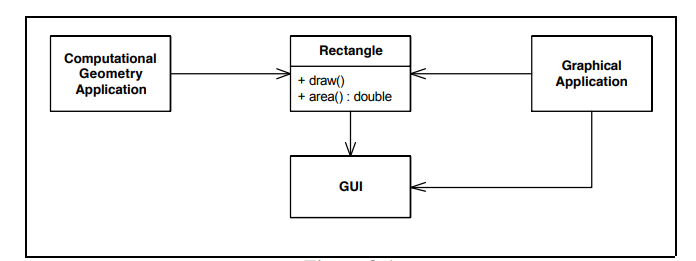 Computational
Geometry
Application
Rectangle
+ draw()
+ area() : double
Graphical
Application
GUI